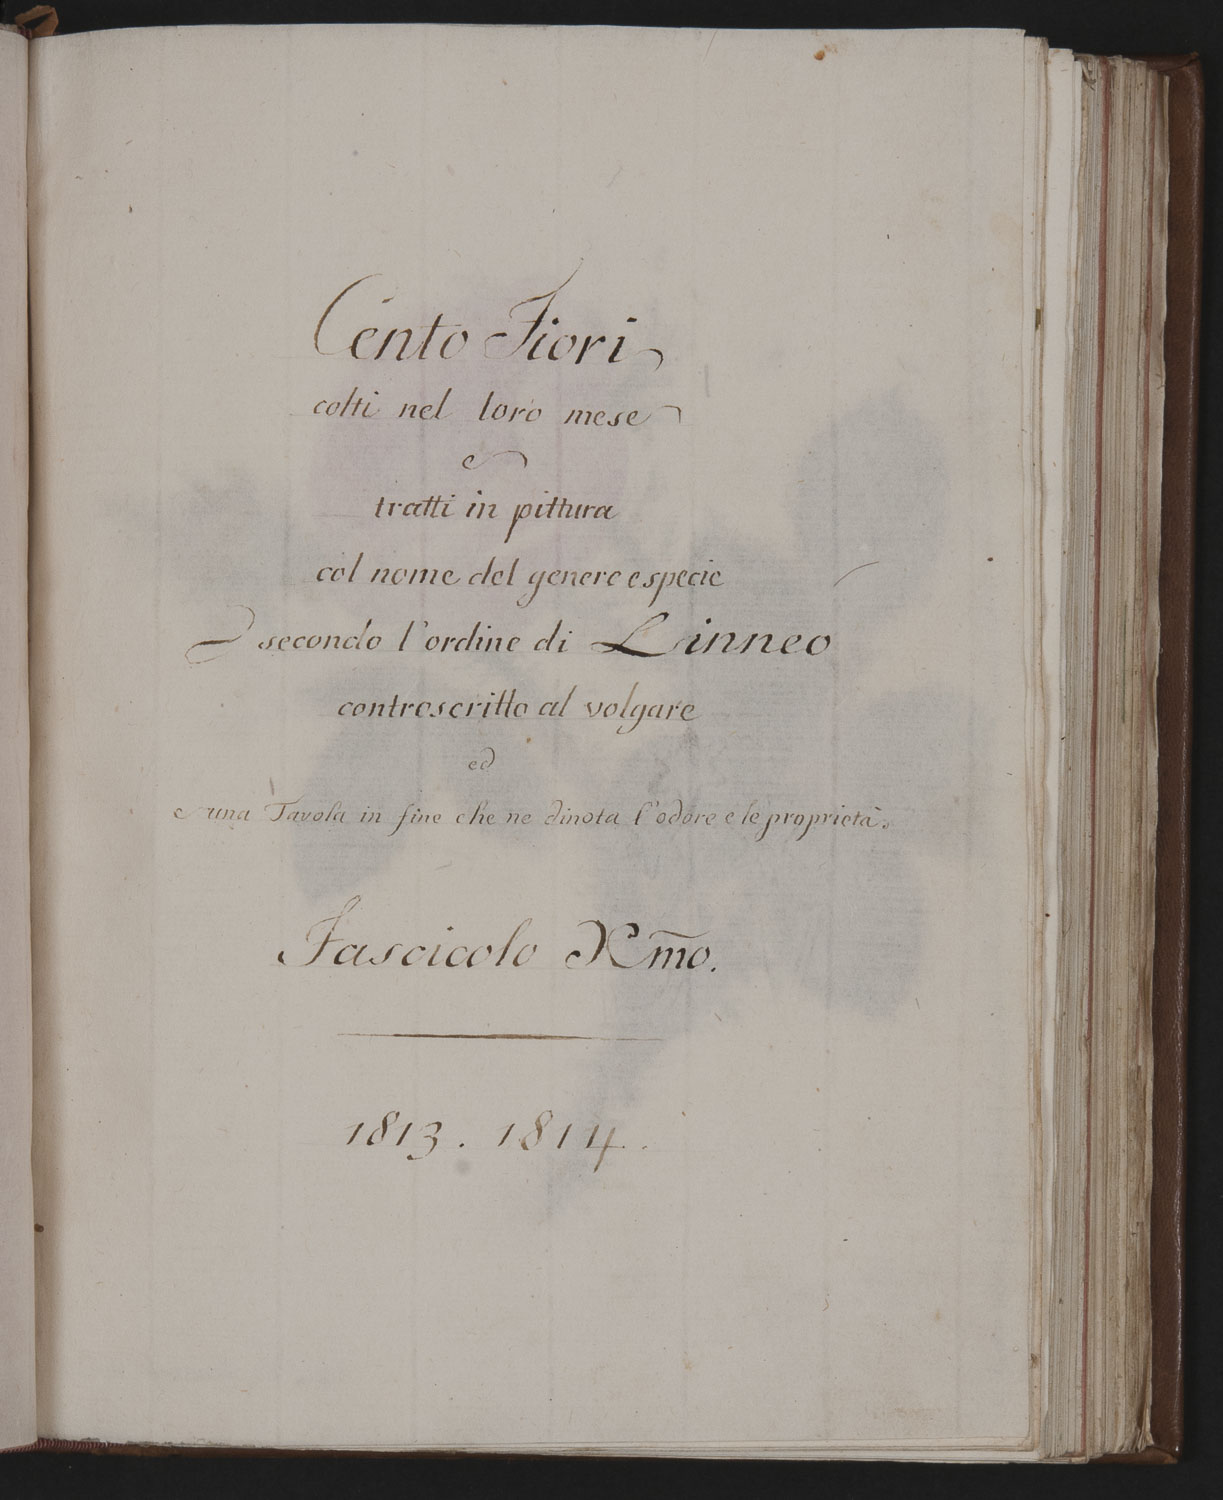 Cento Fiori
colti nel loro mese
e
tratti in pittura
col nome del genere e specie
secondo l'ordine di Linneo
controscritto al volgare
ed
una Tavola in fine che ne dinota l'odore e le proprietà.
Fascicolo Xm̃o.
1813. 1814.